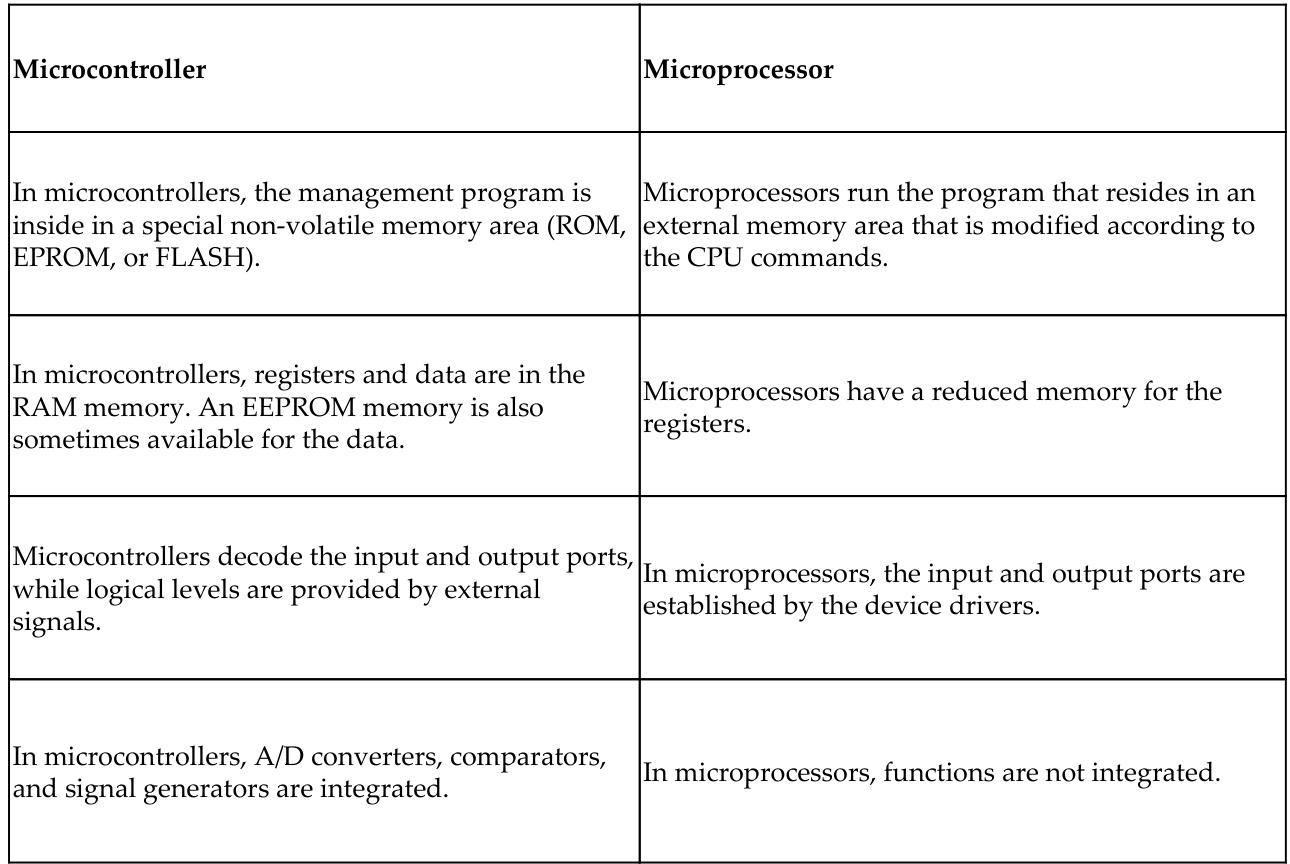 Microcontroller
Microprocessor
In microcontrollers, the management program is
inside in a special non-volatile memory area (ROM,
EPROM, or FLASH).
Microprocessors run the program that resides in an
external memory area that is modified according to
the CPU commands.
In microcontrollers, registers and data are in the
RAM memory. An EEPROM memory is also
sometimes available for the data.
Microprocessors have a reduced memory for the
registers.
Microcontrollers decode the input and output ports,
while logical levels are provided by external
signals.
In microprocessors, the input and output ports are
established by the device drivers.
In microcontrollers, A/D converters, comparators,
and signal generators are integrated.
In microprocessors, functions are not integrated.